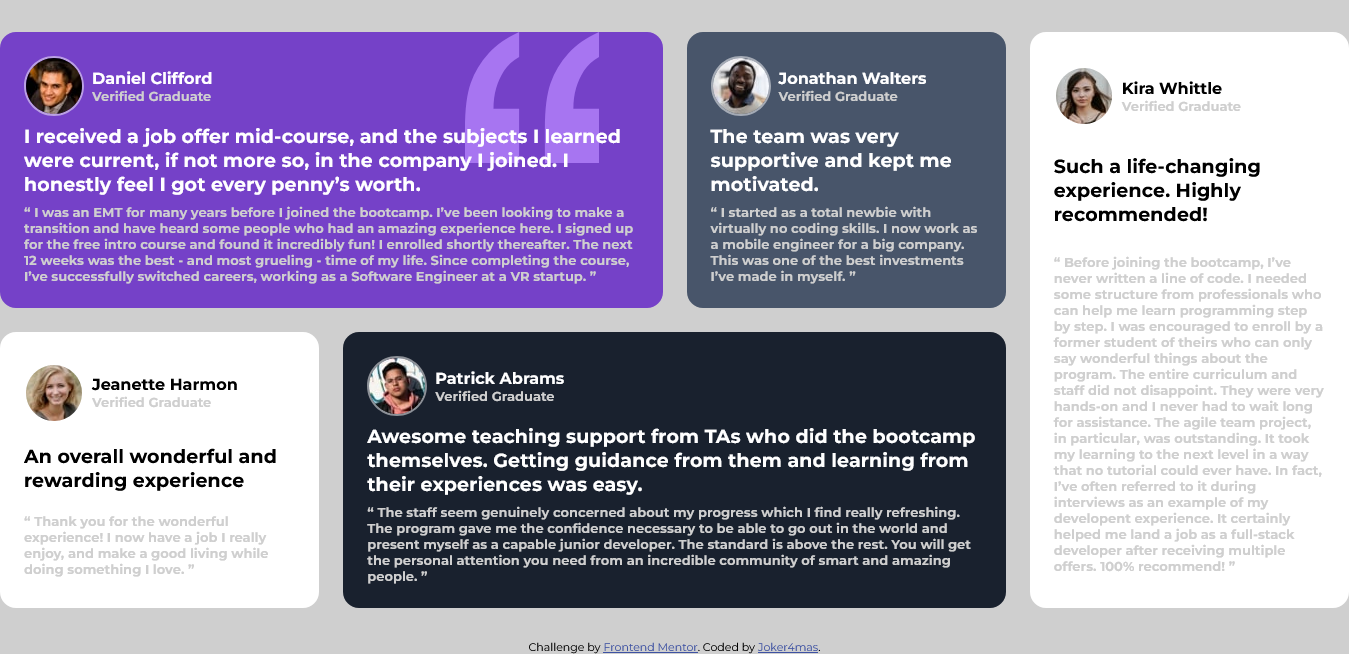 Daniel Clifford
Verified Graduate
I received a job offer mid-course, and the subjects I learned
were current, if not more so, in the company I joined. I
honestly feel I got every penny’s worth.
“ I was an EMT for many years before I joined the bootcamp. I’ve been looking to make a
transition and have heard some people who had an amazing experience here. I signed up
for the free intro course and found it incredibly fun! I enrolled shortly thereafter. The next
12 weeks was the best - and most grueling - time of my life. Since completing the course,
I’ve successfully switched careers, working as a Software Engineer at a VR startup. ”
Jonathan Walters
Verified Graduate
The team was very
supportive and kept me
motivated.
“ I started as a total newbie with
virtually no coding skills. I now work as
a mobile engineer for a big company.
This was one of the best investments
I’ve made in myself. ”
Kira Whittle
Verified Graduate
Such a life-changing
experience. Highly
recommended!
“ Before joining the bootcamp, I’ve
never written a line of code. I needed
some structure from professionals who
can help me learn programming step
by step. I was encouraged to enroll by a
former student of theirs who can only
say wonderful things about the
program. The entire curriculum and
staff did not disappoint. They were very
hands-on and I never had to wait long
for assistance. The agile team project,
in particular, was outstanding. It took
my learning to the next level in a way
that no tutorial could ever have. In fact,
I’ve often referred to it during
interviews as an example of my
developent experience. It certainly
helped me land a job as a full-stack
developer after receiving multiple
offers. 100% recommend! ”
Jeanette Harmon
Verified Graduate
An overall wonderful and
rewarding experience
“ Thank you for the wonderful
experience! I now have a job I really
enjoy, and make a good living while
doing something I love. ”
Patrick Abrams
Verified Graduate
Awesome teaching support from TAs who did the bootcamp
themselves. Getting guidance from them and learning from
their experiences was easy.
“ The staff seem genuinely concerned about my progress which I find really refreshing.
The program gave me the confidence necessary to be able to go out in the world and
present myself as a capable junior developer. The standard is above the rest. You will get
the personal attention you need from an incredible community of smart and amazing
people. ”
Challenge by Frontend Mentor. Coded by Joker4mas.